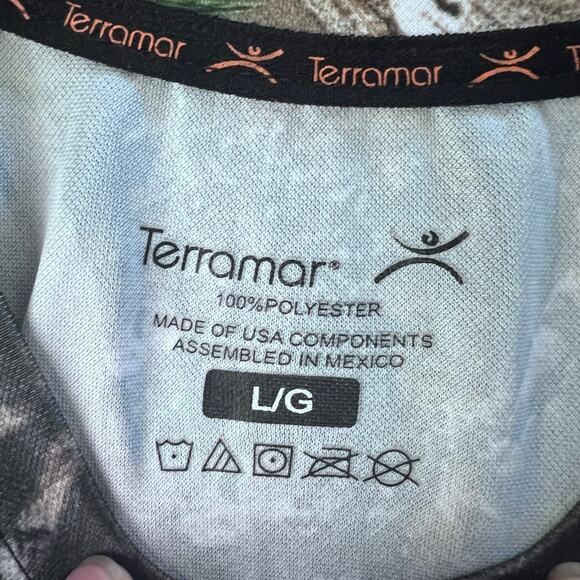 Terramar Terramar T
Terramar®
100%POLYESTER
MADE OF USA COMPONENTS
ASSEMBLED IN MEXICO
L/G